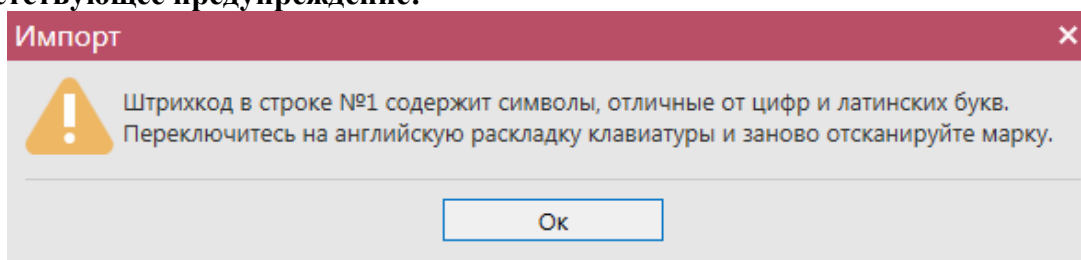 предупреждение.
Импорт
Штрихкод в строке №1 содержит символы, отличные от цифр и латинских букв.
Переключитесь на английскую раскладку клавиатуры и заново отсканируйте марку.
Ок